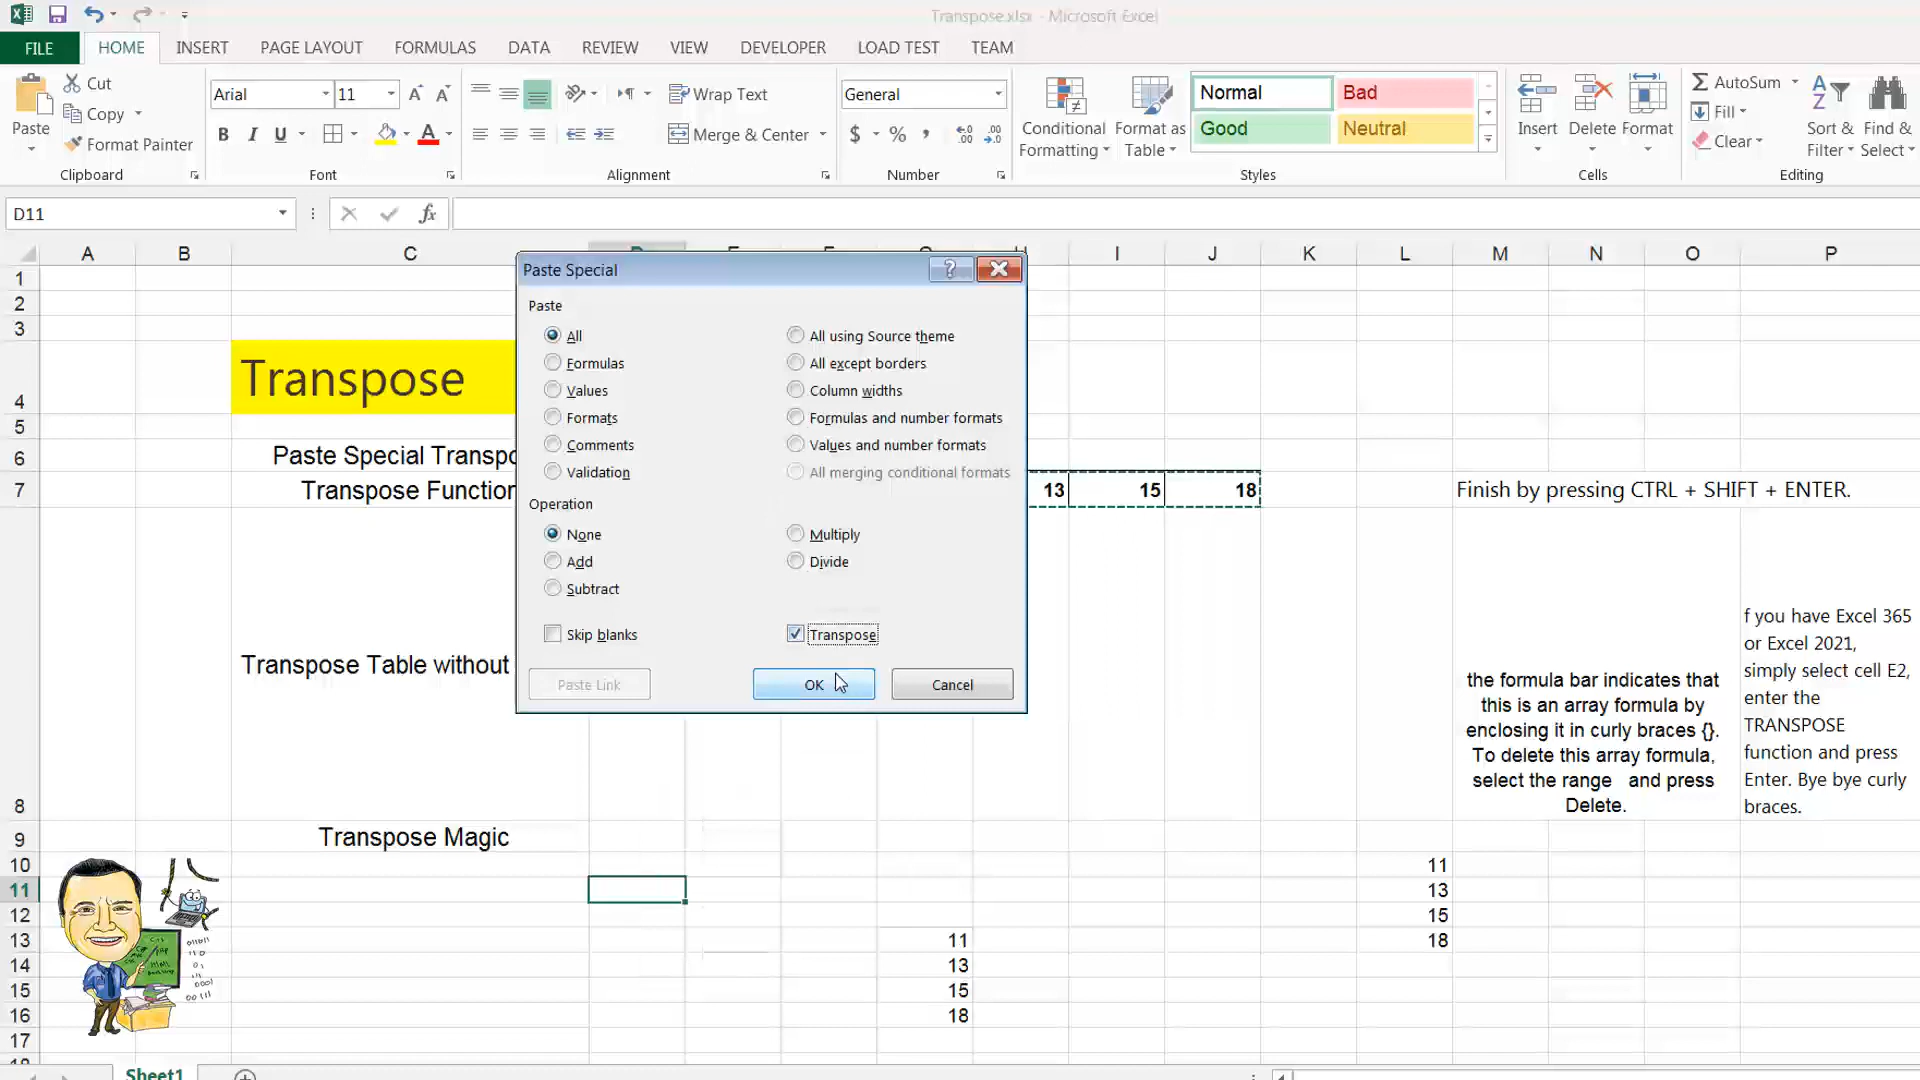 Transpose.xlsx - Microsoft Excel
FILE HOME INSERT PAGE LAYOUT FORMULAS DATA REVIEW VIEW DEVELOPER LOAD TEST TEAM
Paste
Cut
Copy
Format Painter
Clipboard
Arial 11
B I U
Font
Wrap Text
Merge & Center
Alignment
General
$ %
Number
Conditional
Formatting
Format as
Table
Normal Bad
Good Neutral
Styles
Insert Delete Format
Cells
AutoSum
Fill
Clear
Sort &
Filter
Find &
Select
Editing
D11
fx
A B C I J K L M N O P
1
2
3
4 Transpose
5
6 Paste Special Transpo
7 Transpose Function 13 15 18 Finish by pressing CTRL + SHIFT + ENTER.
8 Transpose Table without
the formula bar indicates that
this is an array formula by
enclosing it in curly braces {}.
To delete this array formula,
select the range and press
Delete.
f you have Excel 365
or Excel 2021,
simply select cell E2,
enter the
TRANSPOSE
function and press
Enter. Bye bye curly
braces.
9 Transpose Magic
10 11
11 13
12 15
13 11 18
14 13
15 15
16 18
17
Paste Special
Paste
All All using Source theme
Formulas All except borders
Values Column widths
Formats Formulas and number formats
Comments Values and number formats
Validation All merging conditional formats
Operation
None Multiply
Add Divide
Subtract
Skip blanks Transpose
Paste Link OK Cancel
Sheet1